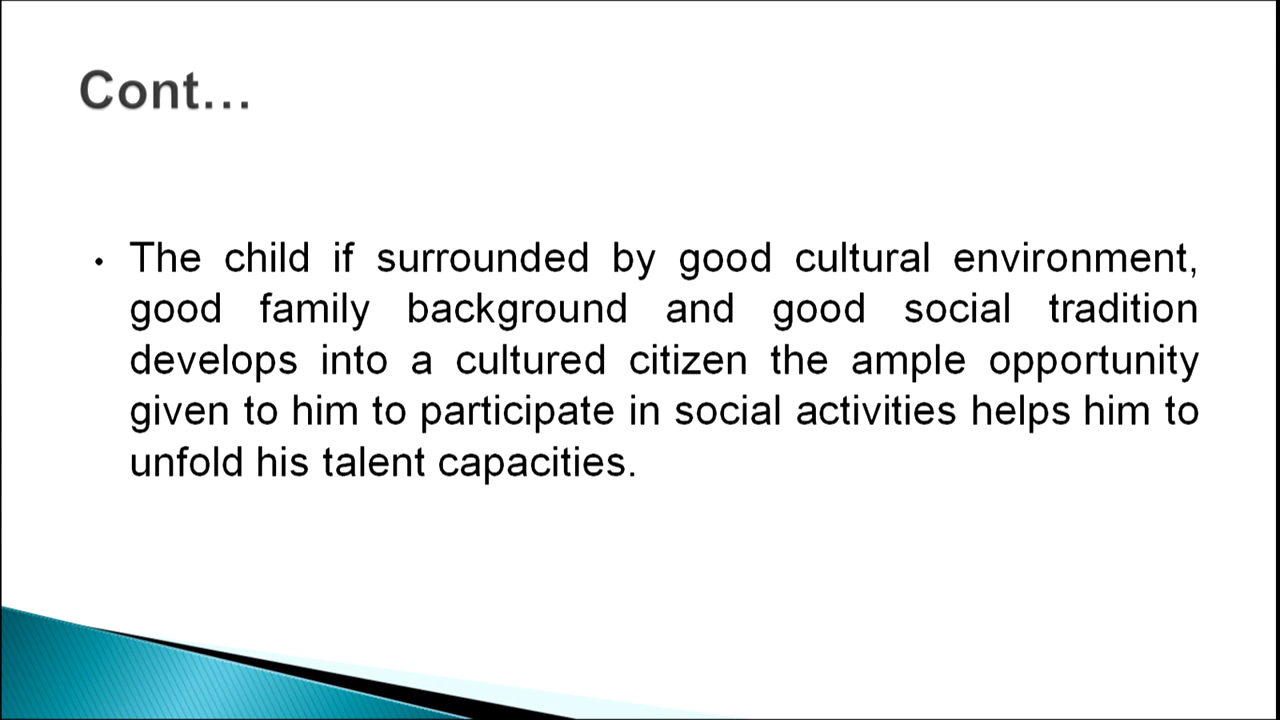 Cont...
• The child if surrounded by good cultural environment,
good family background and good social tradition
develops into a cultured citizen the ample opportunity
given to him to participate in social activities helps him to
unfold his talent capacities.